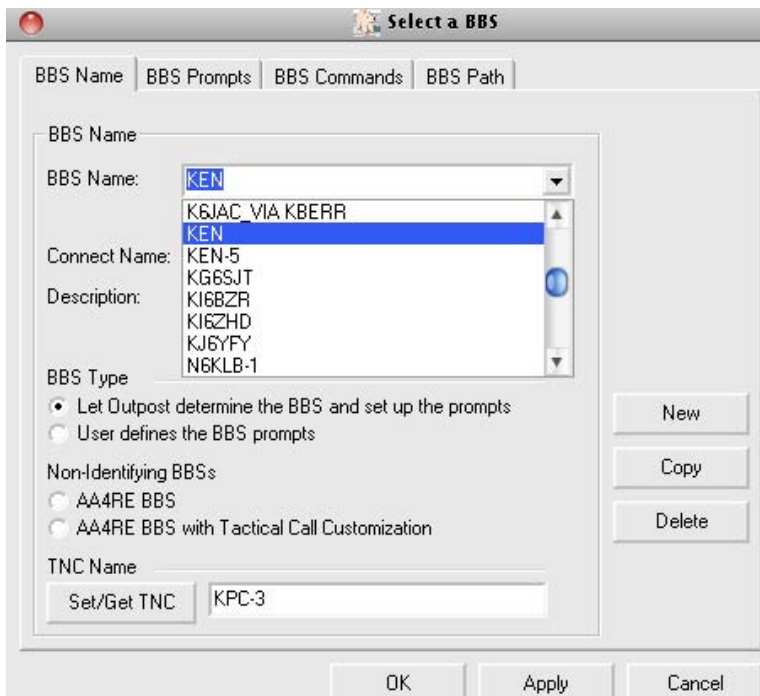 Select a BBS
BBS Name BBS Prompts BBS Commands BBS Path
BBS Name
BBS Name: KEN
K6JAC_VIA KBERR
KEN
Connect Name: KEN-5
KG6SJT
Description: KI6BZR
KI6ZHD
KJ6YFY
N6KLB-1
BBS Type
Let Outpost determine the BBS and set up the prompts
User defines the BBS prompts
New
Non-Identifying BBSs
Copy
AA4RE BBS
AA4RE BBS with Tactical Call Customization
Delete
TNC Name
Set/Get TNC KPC-3
OK Apply Cancel